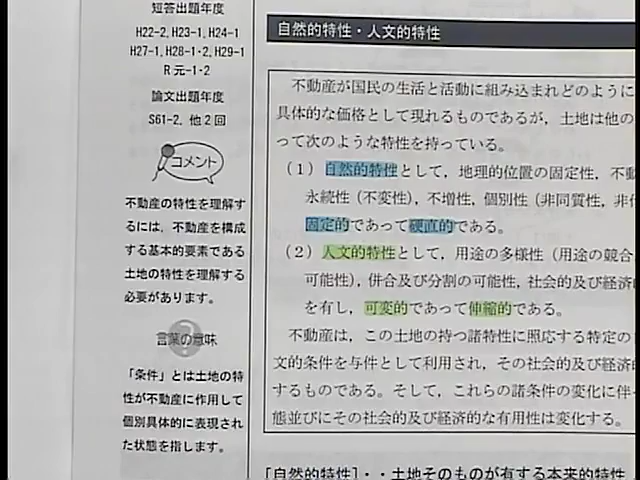 短答出題年度
H22-2, H23-1, H24-1
H27-1, H28-1・2, H29-1
R 元-1・2
論文出題年度
S61-2, 他 2 回
コメント
不動産の特性を理解す
るには，不動産を構成
する基本的要素である
土地の特性を理解する
必要があります。
言葉の意味
「条件」とは土地の特
性が不動産に作用して
個別具体的に表現され
た状態を指します。
自然的特性・人文的特性
不動産が国民の生活と活動に組み込まれどのように
具体的な価格として現れるものであるが，土地は他の
って次のような特性を持っている。
（1） 自然的特性として，地理的位置の固定性，不動
永続性（不変性），不増性，個別性（非同質性，非代
固定的であって硬直的である。
（2） 人文的特性として，用途の多様性（用途の競合
可能性），併合及び分割の可能性，社会的及び経済
を有し，可変的であって伸縮的である。
不動産は，この土地の持つ諸特性に照応する特定の
文的条件を与件として利用され，その社会的及び経済
するものである。そして，これらの諸条件の変化に伴
態並びにその社会的及び経済的な有用性は変化する。
[自然的特性]・・土地そのものが有する本来的特性